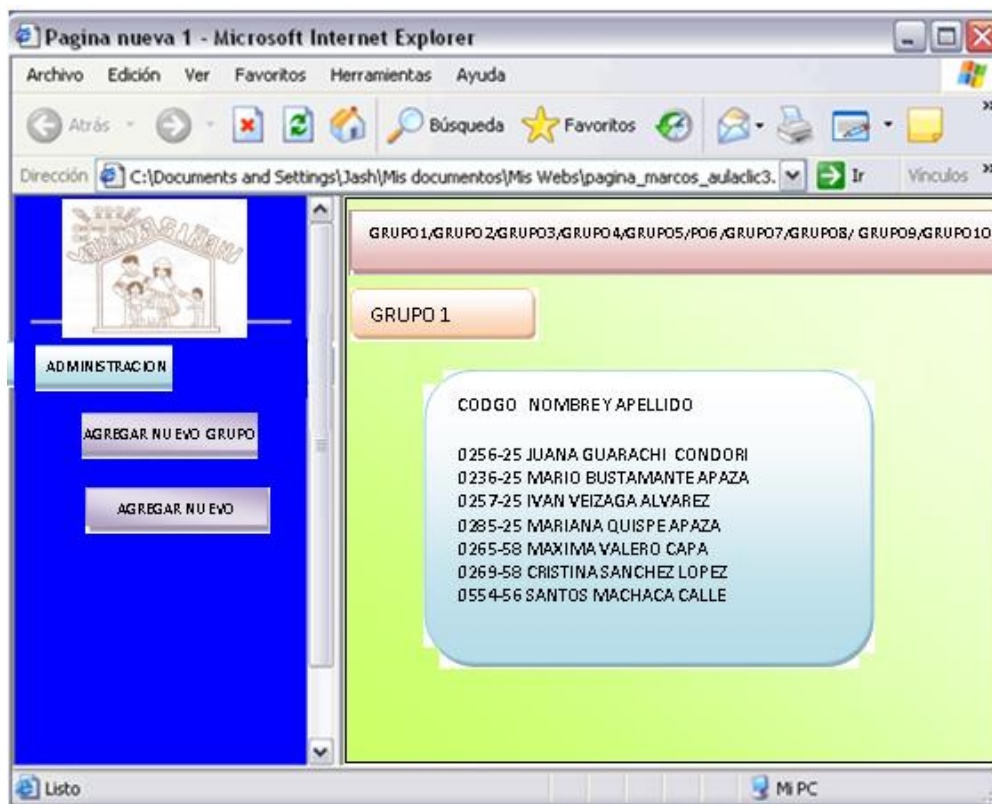 Pagina nueva 1 - Microsoft Internet Explorer
Archivo Edición Ver Favoritos Herramientas Ayuda
Atrás Búsqueda Favoritos
Dirección C:\Documents and Settings\Jash\Mis documentos\Mis Webs\pagina_marcos_aulaclic3. Ir Vínculos
GRUPO1/GRUPO2/GRUPO3/GRUPO4/GRUPO5/PO6/GRUPO7/GRUPO8/ GRUPO9/GRUPO10
GRUPO 1
ADMINISTRACION
AGREGAR NUEVO GRUPO
AGREGAR NUEVO
CODGO NOMBRE Y APELLIDO
0256-25 JUANA GUARACHI CONDORI
0236-25 MARIO BUSTAMANTE APAZA
0257-25 IVAN VEIZAGA ALVAREZ
0285-25 MARIANA QUISPE APAZA
0265-58 MAXIMA VALERO CAPA
0269-58 CRISTINA SANCHEZ LOPEZ
0554-56 SANTOS MACHACA CALLE
Listo
Mi PC